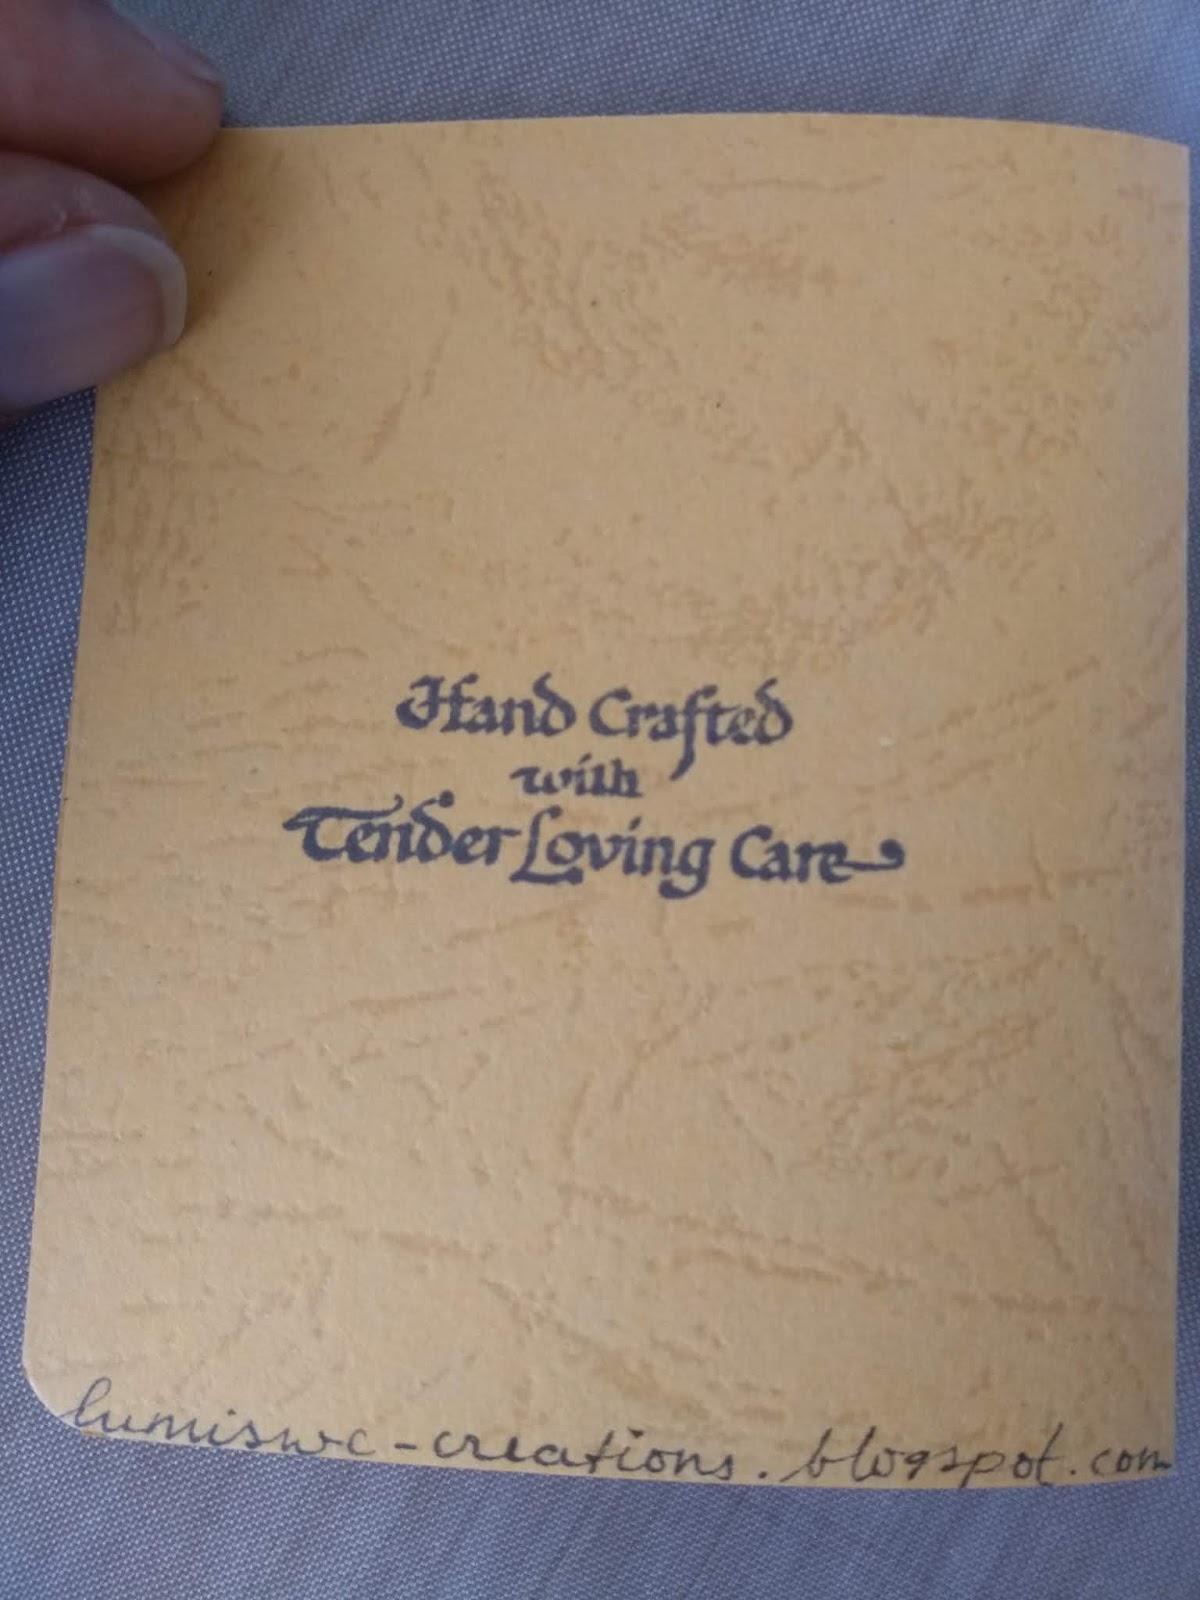 Hand Crafted
with
Tender Loving Care
lumiswc-creations.blogspot.com